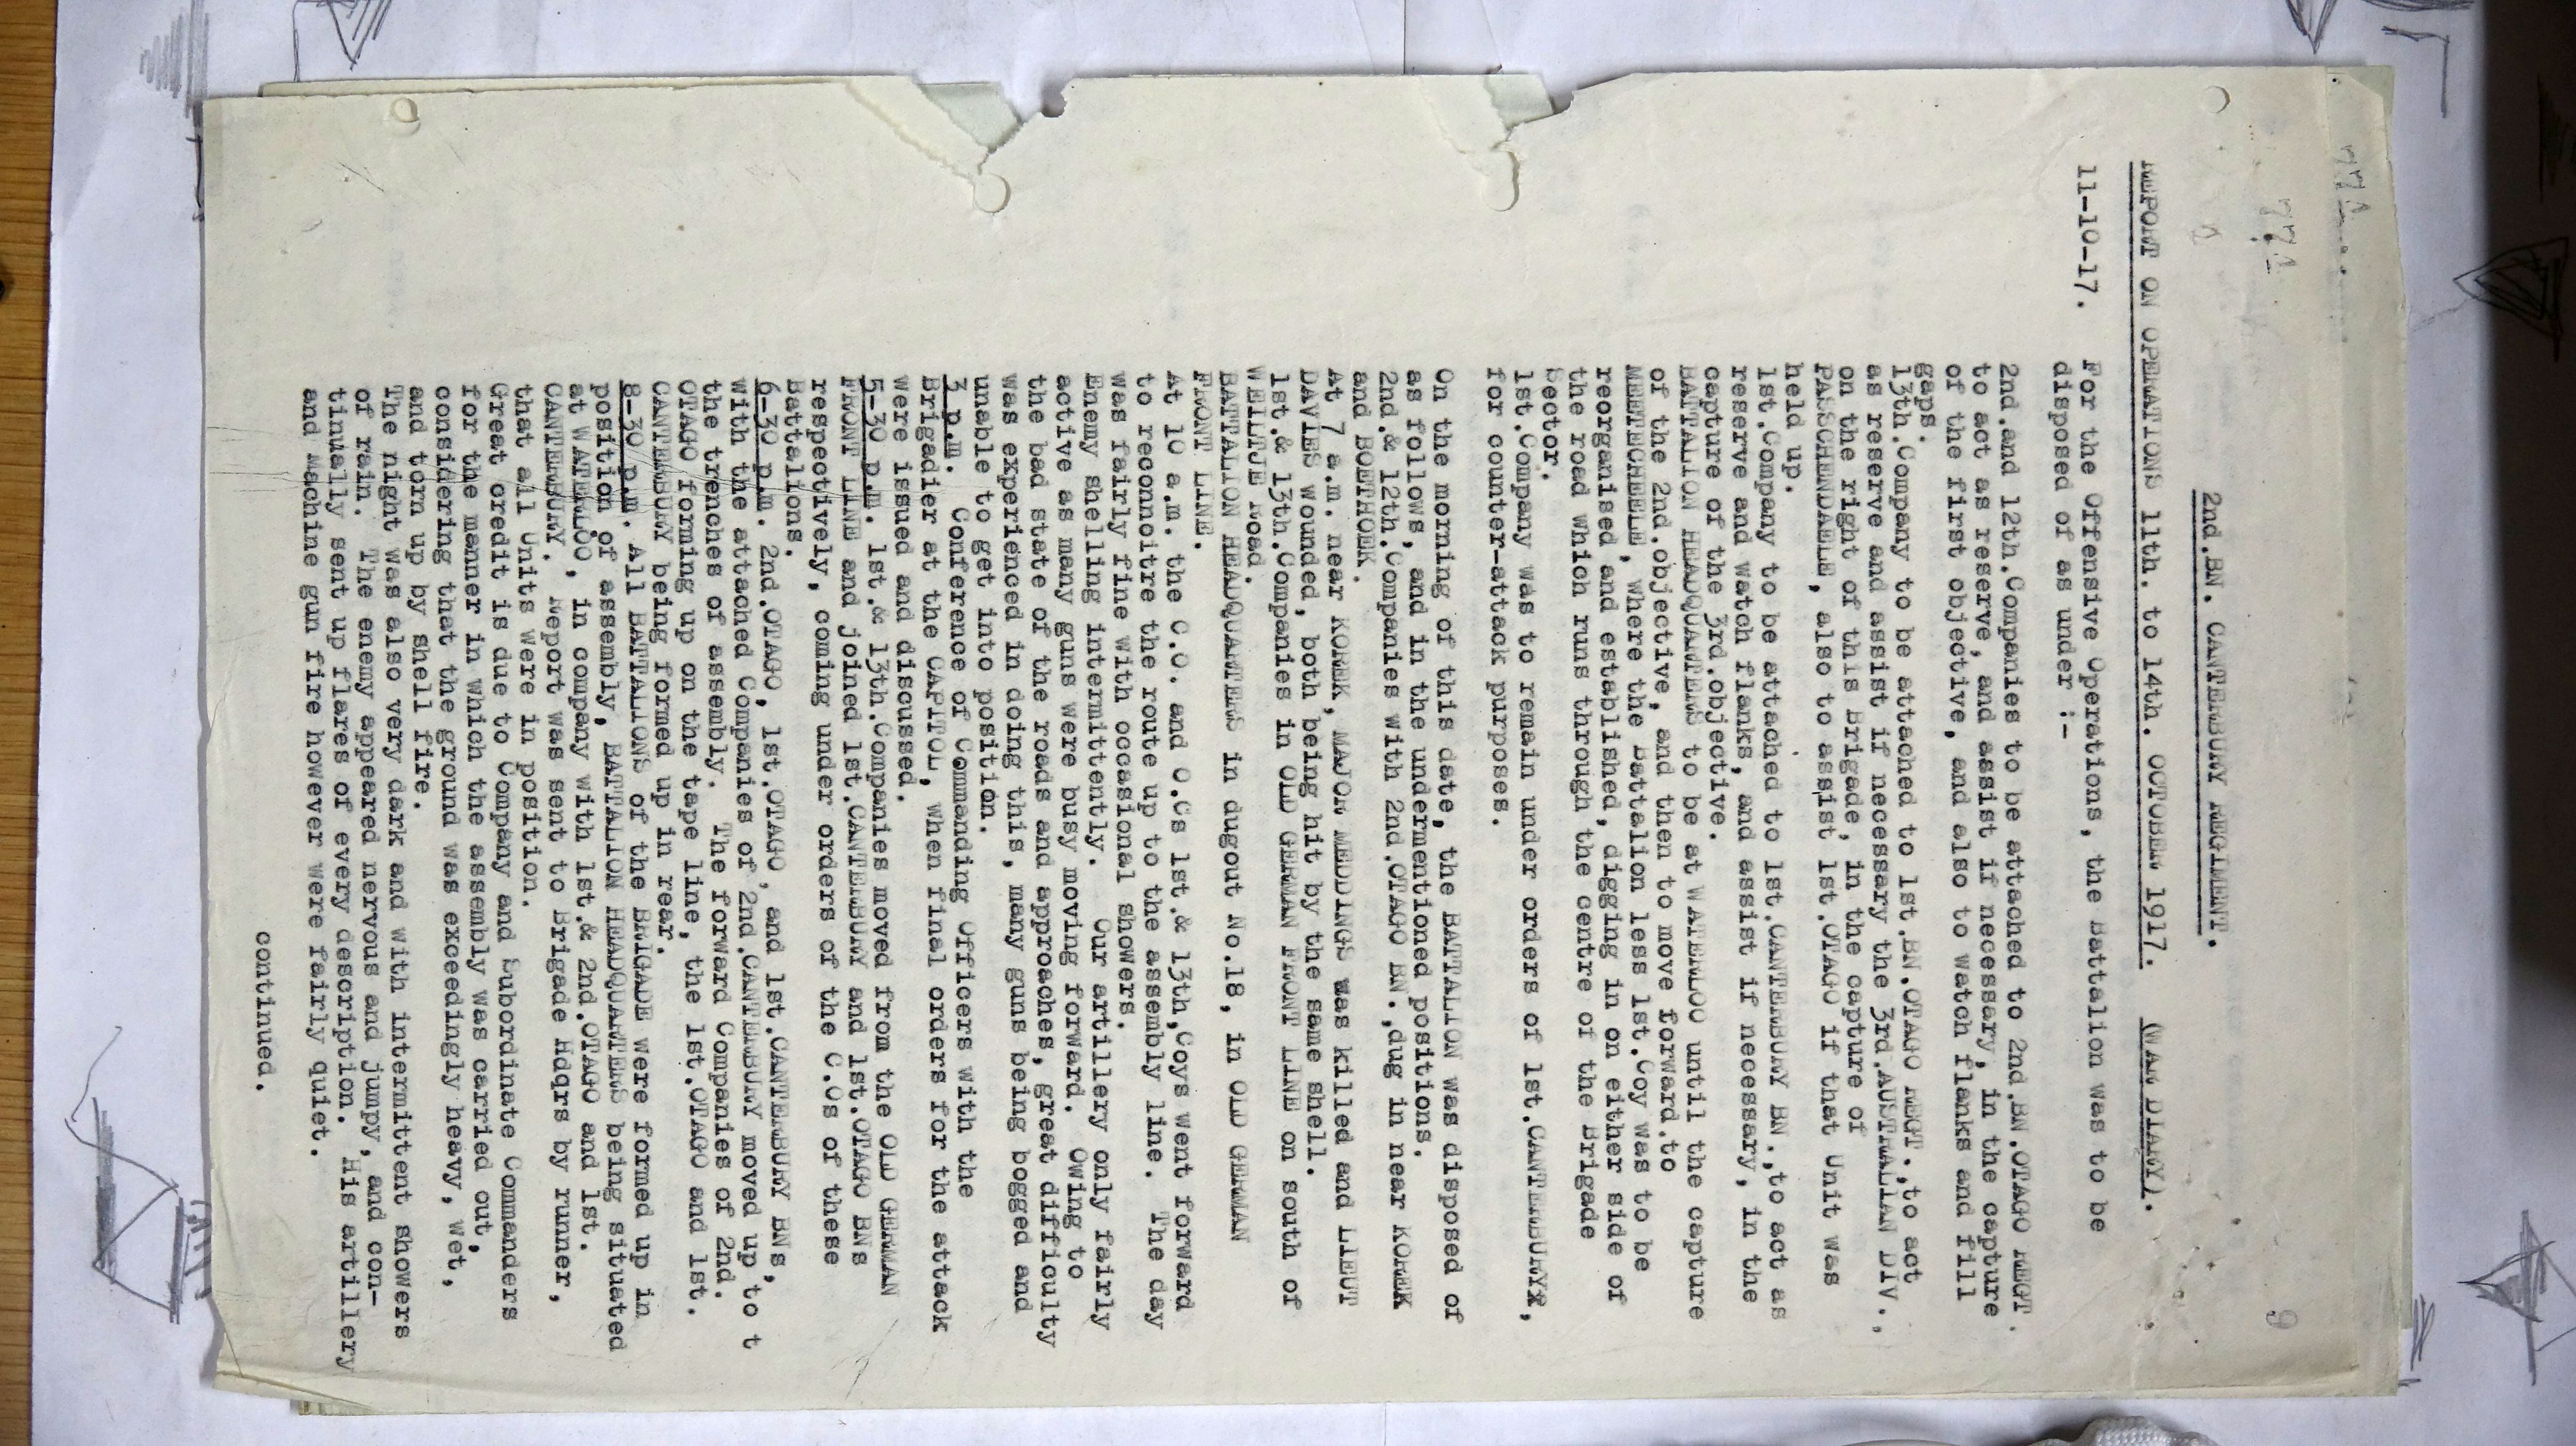 9
2nd.BN. CANTERBURY REGIMENT.
REPORT ON OPERATIONS 11th. to 14th. OCTOBER 1917. (WAR DIARY).
11-10-17. For the Offensive Operations, the Battalion was to be
disposed of as under :-
2nd.and 12th.Companies to be attached to 2nd.BN.OTAGO REGT.
to act as reserve, and assist if necessary, in the capture
of the first objective, and also to watch flanks and fill
gaps.
13th.Company to be attached to 1st.BN.OTAGO REGT.,to act
as reserve and assist if necessary the 3rd.AUSTRALIAN DIV.,
on the right of this Brigade, in the capture of
PASSCHENDAELE, also to assist 1st.OTAGO if that Unit was
held up.
1st.Company to be attached to 1st.CANTERBURY BN.,to act as
reserve and watch flanks, and assist if necessary, in the
capture of the 3rd.objective.
BATTALION HEADQUARTERS to be at WATERLOO until the capture
of the 2nd.objective, and then to move forward.to
MEETECHEELE, where the Battalion less 1st.Coy was to be
reorganised and established, digging in on either side of
the road which runs through the centre of the Brigade
Sector.
1st.Company was to remain under orders of 1st.CANTERBURYx,
for counter-attack purposes.
On the morning of this date, the BATTALION was disposed of
as follows, and in the undermentioned positions.
2nd.& 12th.Companies with 2nd.OTAGO BN.,dug in near KOREK
and BOETHOEK.
At 7 a.m. near KOREK, MAJOR MEDDINGS was killed and LIEUT
DAVIES wounded, both being hit by the same shell.
1st.& 13th.Companies in OLD GERMAN FRONT LINE on south of
WEILTJE Road.
BATTALION HEADQUARTERS in dugout No.18, in OLD GERMAN
FRONT LINE.
At 10 a.m. the C.O. and O.Cs 1st.& 13th,Coys went forward
to reconnoitre the route up to the assembly line. The day
was fairly fine with occasional showers.
Enemy shelling intermittently. Our artillery only fairly
active as many guns were busy moving forward. Owing to
the bad state of the roads and approaches, great difficulty
was experienced in doing this, many guns being bogged and
unable to get into position.
3 p.m. Conference of Commanding Officers with the
Brigadier at the CAPITOL, when final orders for the attack
were issued and discussed.
5-30 p.m. 1st.& 13th.Companies moved from the OLD GERMAN
FRONT LINE and joined 1st.CANTERBURY and 1st.OTAGO BNs
respectively, coming under orders of the C.Os of these
Battalions.
6-30 p.m. 2nd.OTAGO, 1st.OTAGO, and 1st.CANTERBURY BNs,
with the attached Companies of 2nd.CANTERBURY moved up to t
the trenches of assembly. The forward Companies of 2nd.
OTAGO forming up on the tape line, the 1st.OTAGO and 1st.
CANTERBURY being formed up in rear.
8-30 p.m. All BATTALIONS of the BRIGADE were formed up in
position of assembly, BATTALION HEADQUARTERS being situated
at WATERLOO, in company with 1st.& 2nd.OTAGO and 1st.
CANTERBURY. Report was sent to Brigade Hdqrs by runner,
that all Units were in position.
Great credit is due to Company and Subordinate Commanders
for the manner in which the assembly was carried out,
considering that the ground was exceedingly heavy, wet,
and torn up by shell fire.
The night was also very dark and with intermittent showers
of rain. The enemy appeared nervous and jumpy, and con-
tinually sent up flares of every description. His artillery
and machine gun fire however were fairly quiet.
continued.